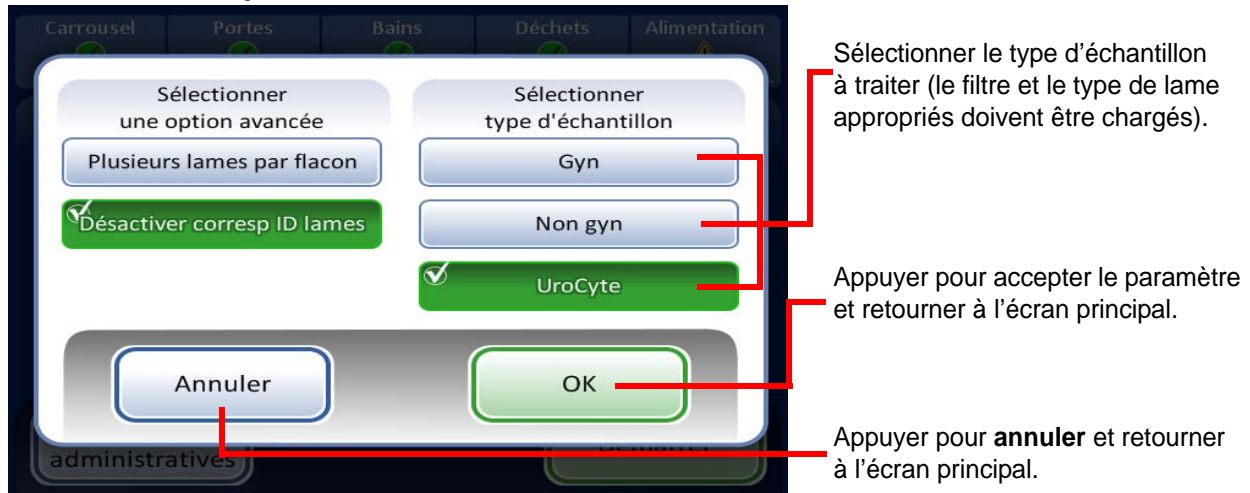 Carrousel
Portes
Bains
Déchets
Alimentation
Sélectionner
une option avancée
Plusieurs lames par flacon
Désactiver corresp ID lames
Sélectionner
type d'échantillon
Gyn
Non gyn
UroCyte
Annuler
OK
administratives
Démarrer
Sélectionner le type d’échantillon
à traiter (le filtre et le type de lame
appropriés doivent être chargés).
Appuyer pour accepter le paramètre
et retourner à l’écran principal.
Appuyer pour annuler et retourner
à l’écran principal.